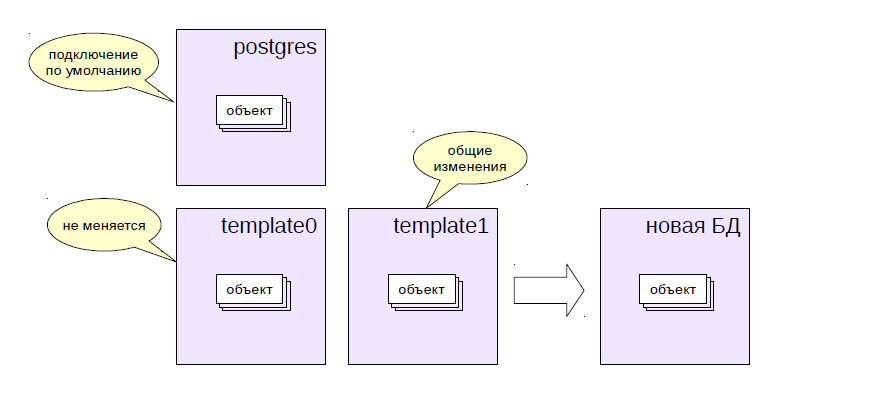 postgres
подключение
по умолчанию
объект
общие
изменения
template0
не меняется
объект
template1
объект
новая БД
объект